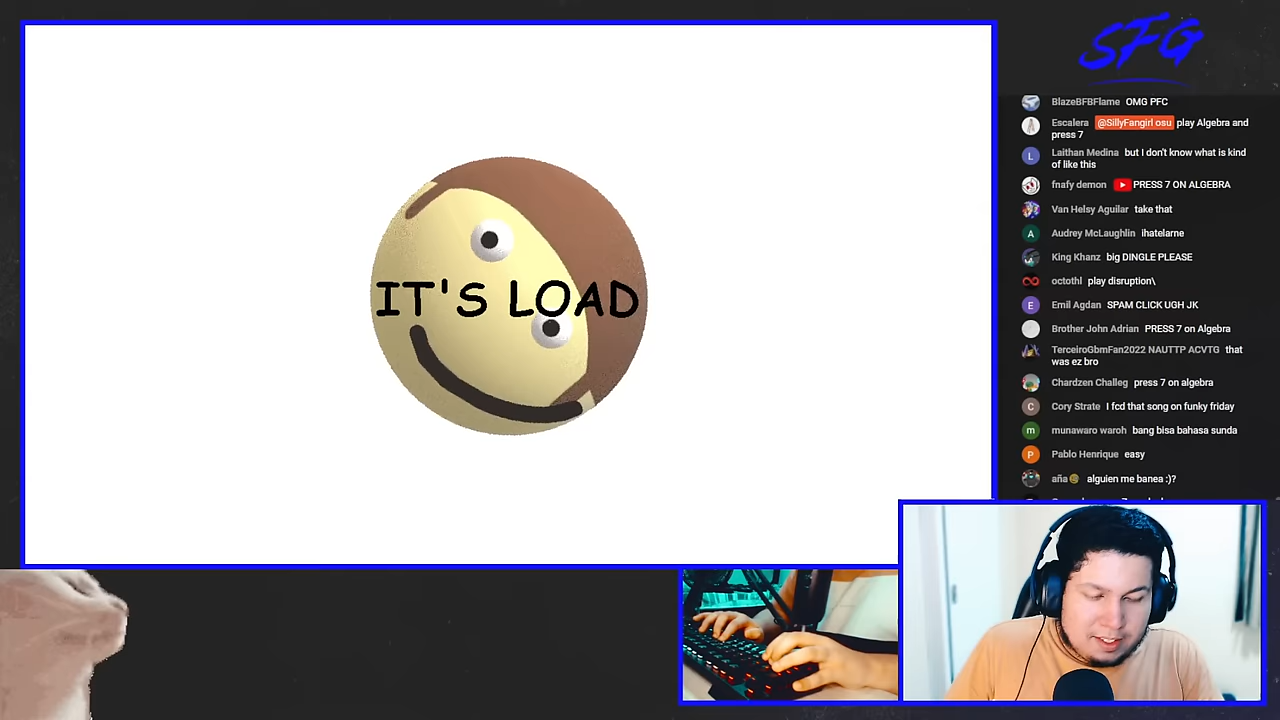 SFG
IT'S LOAD
BlazeBFBFlame OMG PFC
Escalera @SillyFangirl osu play Algebra and
press 7
Laithan Medina but I don't know what is kind
of like this
fnafy demon PRESS 7 ON ALGEBRA
Van Helsy Aguilar take that
Audrey McLaughlin ihatelarne
King Khanz big DINGLE PLEASE
octothl play disruption\
Emil Agdan SPAM CLICK UGH JK
Brother John Adrian PRESS 7 on Algebra
TerceiroGbmFan2022 NAUTTP ACVTG that
was ez bro
Chardzen Challeg press 7 on algebra
Cory Strate I fcd that song on funky friday
munawaro waroh bang bisa bahasa sunda
Pablo Henrique easy
aña alguien me banea :)?